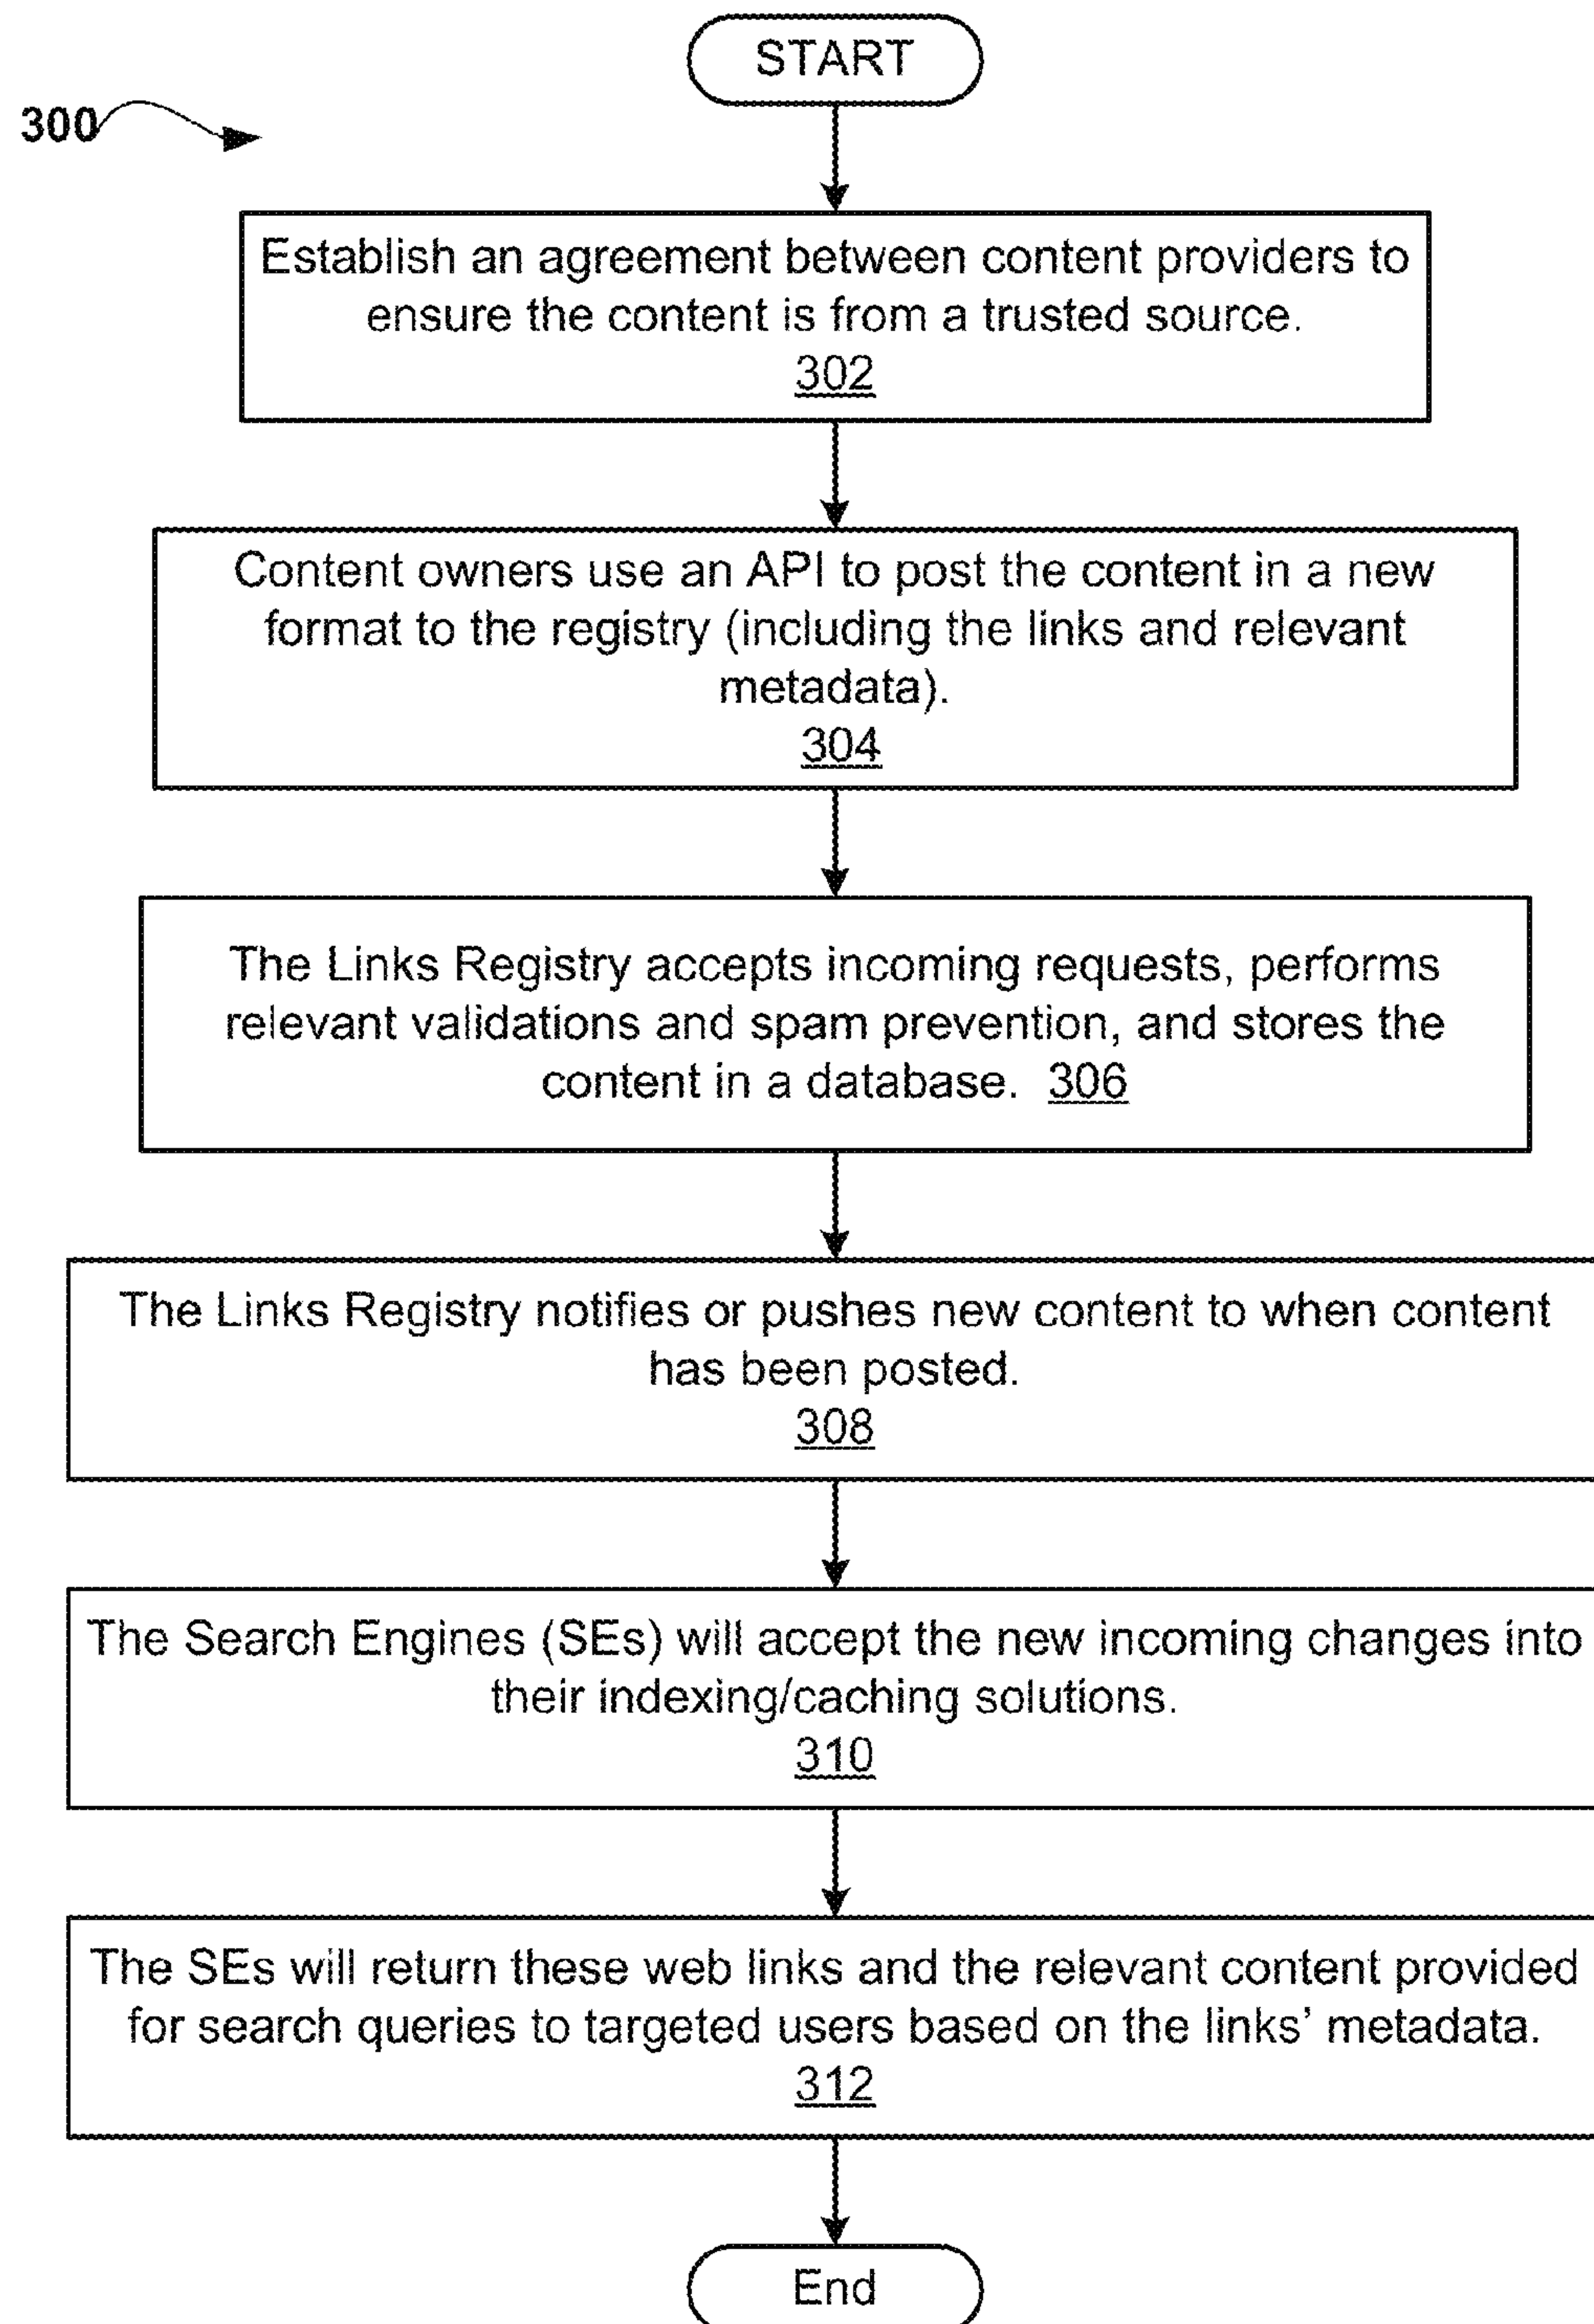 START
300
Establish an agreement between content providers to
ensure the content is from a trusted source.
302
Content owners use an API to post the content in a new
format to the registry (including the links and relevant
metadada).
304
The Links Registry accepts incoming requests, performs
relevant validations and spam prevention, and stores the
content in a database. 306
The Links Registry notifies or pushes new content to when content
has been posted.
308
The Search Engines (SEs) will accept the new incoming changes into
their indexing/caching solutions.
310
The SEs will return these web links and the relevant content provided
for search queries to targeted users based on the links’ metadata.
312
End